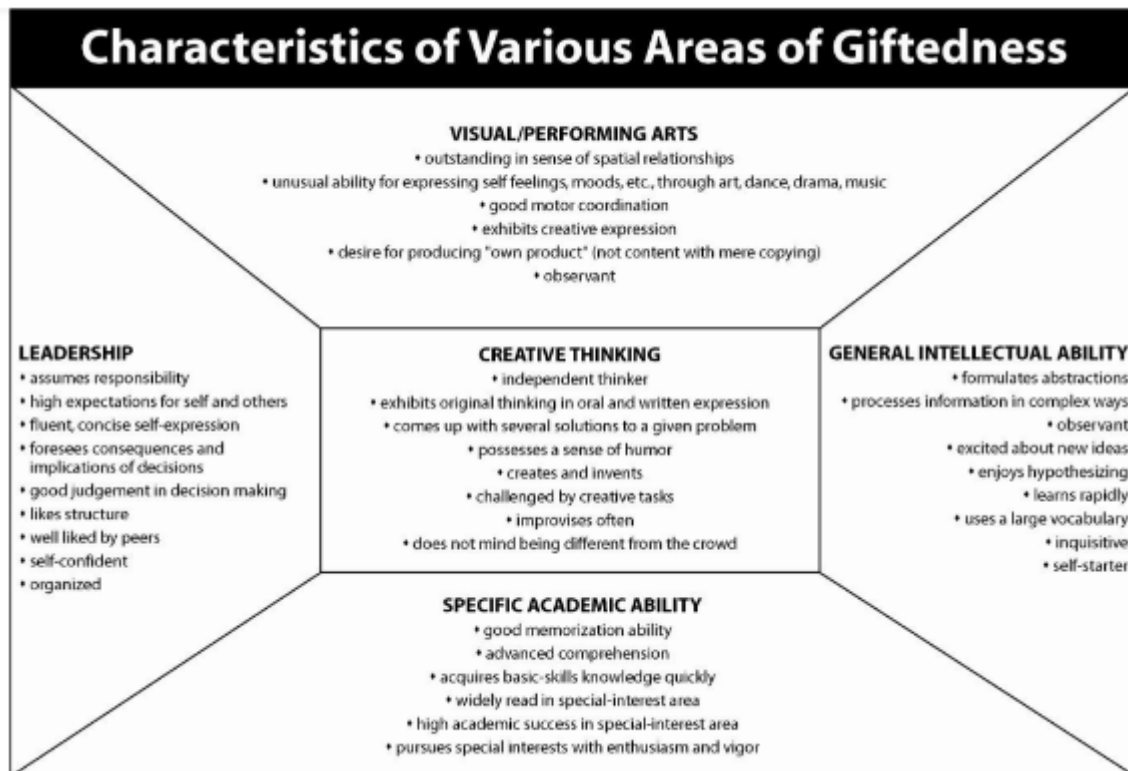 Characteristics of Various Areas of Giftedness
VISUAL/PERFORMING ARTS
• outstanding in sense of spatial relationships
• unusual ability for expressing self feelings, moods, etc., through art, dance, drama, music
• good motor coordination
• exhibits creative expression
• desire for producing "own product" (not content with mere copying)
• observant
LEADERSHIP
• assumes responsibility
• high expectations for self and others
• fluent, concise self-expression
• foresees consequences and
implications of decisions
• good judgement in decision making
• likes structure
• well liked by peers
• self-confident
• organized
CREATIVE THINKING
• independent thinker
• exhibits original thinking in oral and written expression
• comes up with several solutions to a given problem
• possesses a sense of humor
• creates and invents
• challenged by creative tasks
• improvises often
• does not mind being different from the crowd
GENERAL INTELLECTUAL ABILITY
• formulates abstractions
• processes information in complex ways
• observant
• excited about new ideas
• enjoys hypothesizing
• learns rapidly
• uses a large vocabulary
• inquisitive
• self-starter
SPECIFIC ACADEMIC ABILITY
• good memorization ability
• advanced comprehension
• acquires basic-skills knowledge quickly
• widely read in special-interest area
• high academic success in special-interest area
• pursues special interests with enthusiasm and vigor